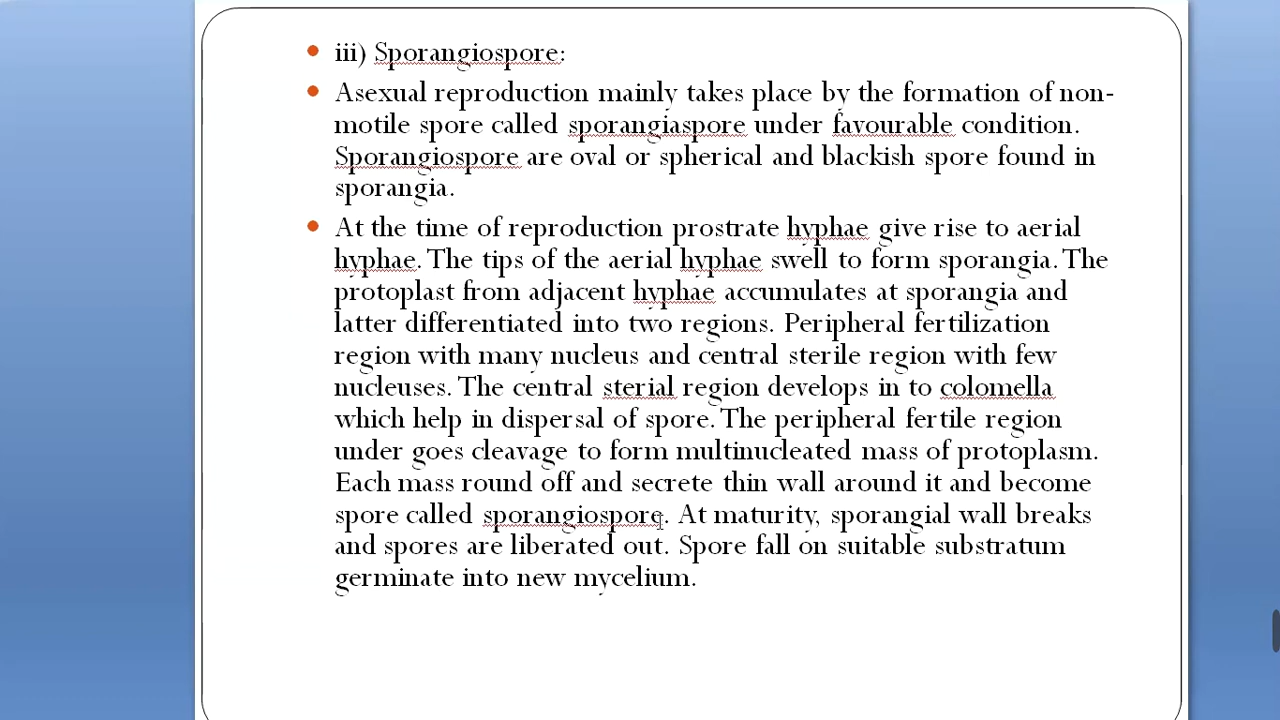 iii) Sporangiospore:
Asexual reproduction mainly takes place by the formation of non-
motile spore called sporangiaspore under favourable condition.
Sporangiospore are oval or spherical and blackish spore found in
sporangia.
At the time of reproduction prostrate hyphae give rise to aerial
hyphae. The tips of the aerial hyphae swell to form sporangia. The
protoplast from adjacent hyphae accumulates at sporangia and
latter differentiated into two regions. Peripheral fertilization
region with many nucleus and central sterile region with few
nucleuses. The central sterial region develops in to colomella
which help in dispersal of spore. The peripheral fertile region
under goes cleavage to form multinucleated mass of protoplasm.
Each mass round off and secrete thin wall around it and become
spore called sporangiospore. At maturity, sporangial wall breaks
and spores are liberated out. Spore fall on suitable substratum
germinate into new mycelium.